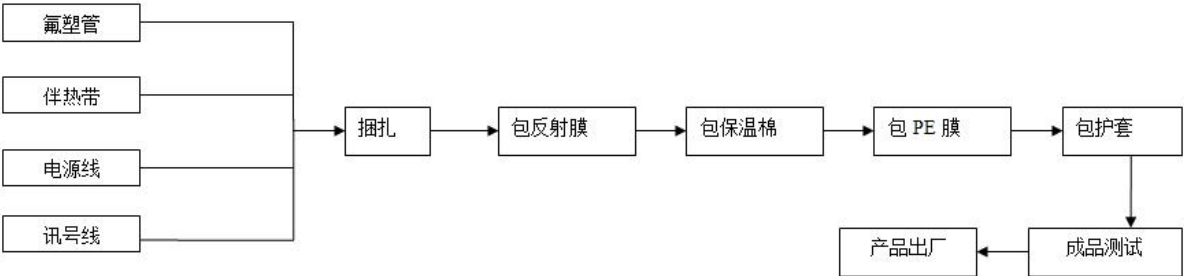 氟塑管
伴热带
电源线
讯号线
捆扎
包反射膜
包保温棉
包 PE 膜
包护套
成品测试
产品出厂